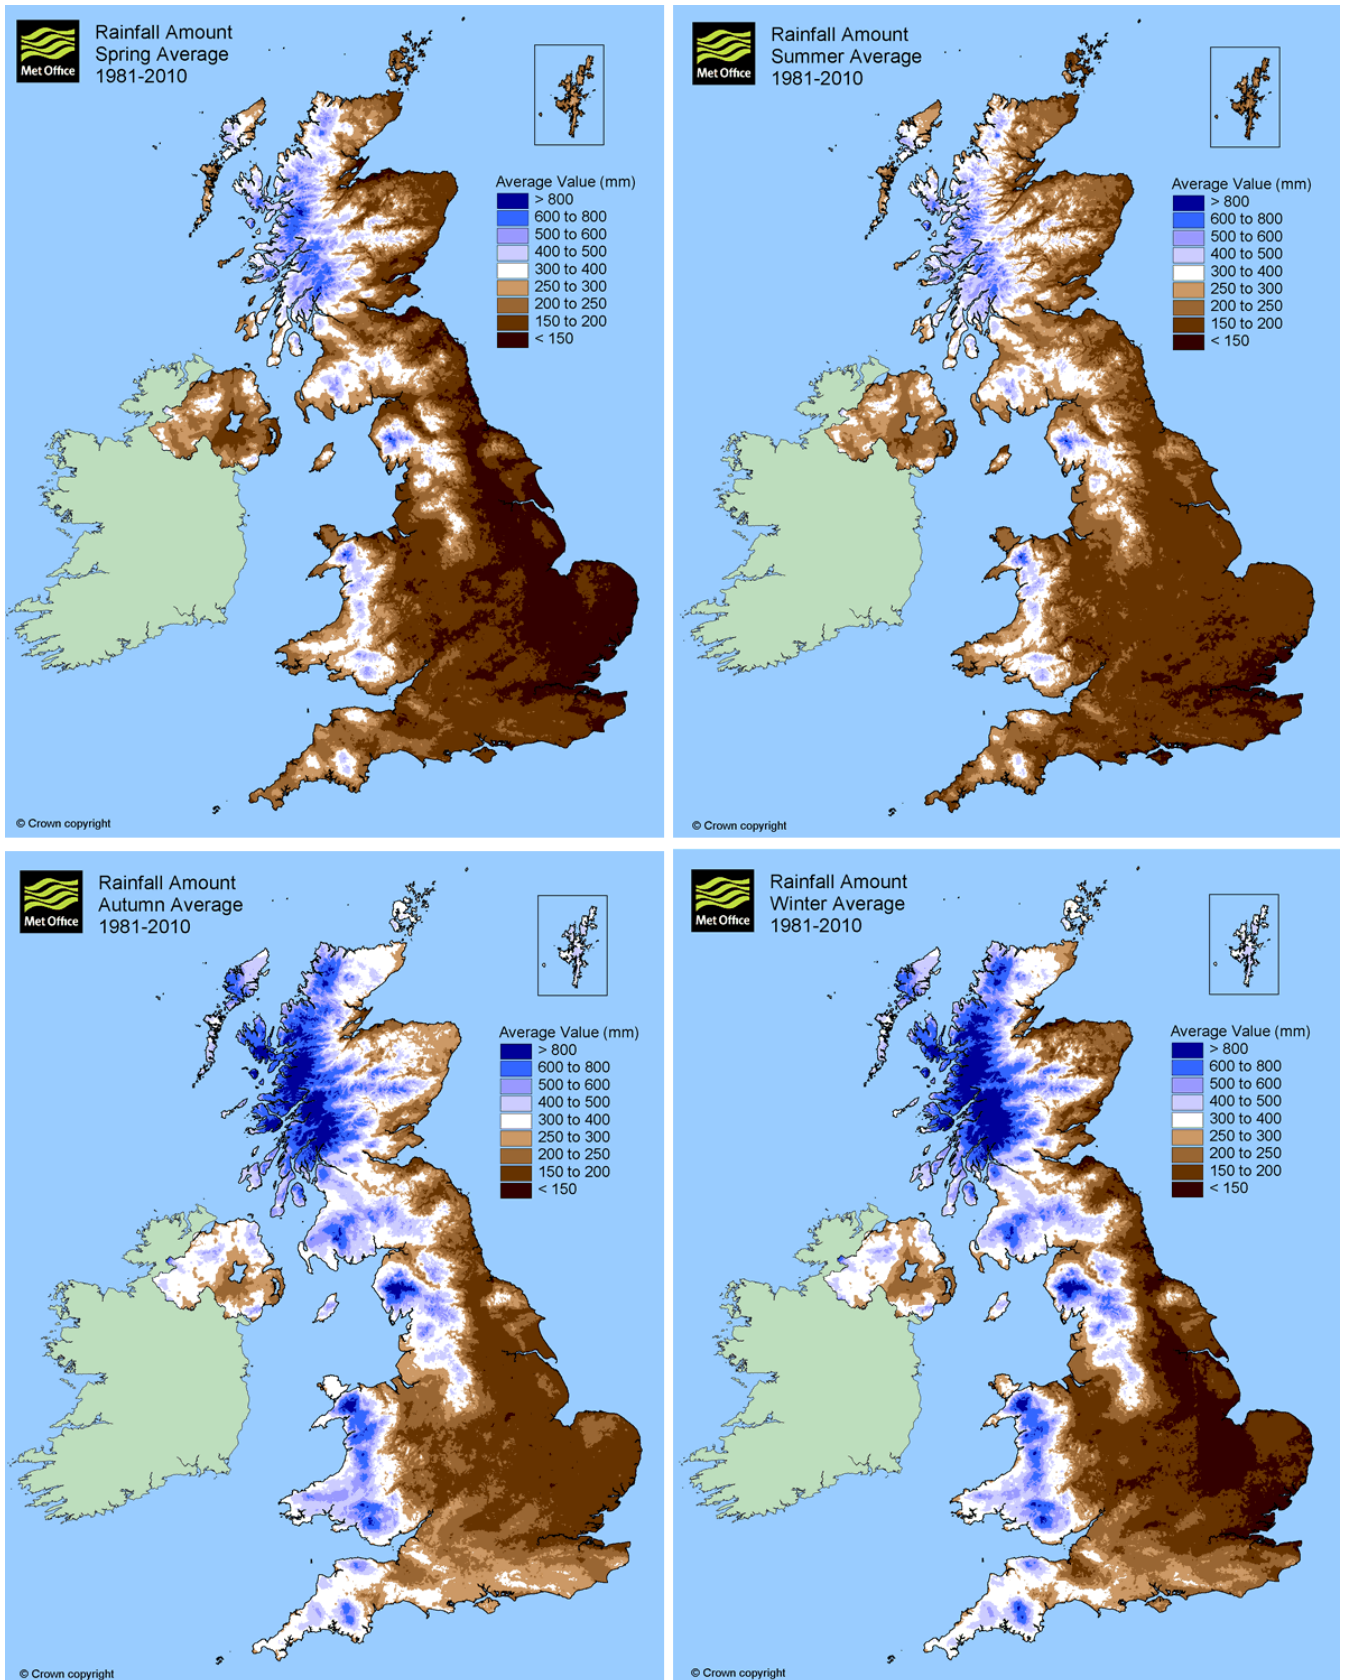 Met Office
Rainfall Amount
Spring Average
1981-2010
Average Value (mm)
> 800
600 to 800
500 to 600
400 to 500
300 to 400
250 to 300
200 to 250
150 to 200
< 150
© Crown copyright
Met Office
Rainfall Amount
Summer Average
1981-2010
Average Value (mm)
> 800
600 to 800
500 to 600
400 to 500
300 to 400
250 to 300
200 to 250
150 to 200
< 150
© Crown copyright
Met Office
Rainfall Amount
Autumn Average
1981-2010
Average Value (mm)
> 800
600 to 800
500 to 600
400 to 500
300 to 400
250 to 300
200 to 250
150 to 200
< 150
© Crown copyright
Met Office
Rainfall Amount
Winter Average
1981-2010
Average Value (mm)
> 800
600 to 800
500 to 600
400 to 500
300 to 400
250 to 300
200 to 250
150 to 200
< 150
© Crown copyright